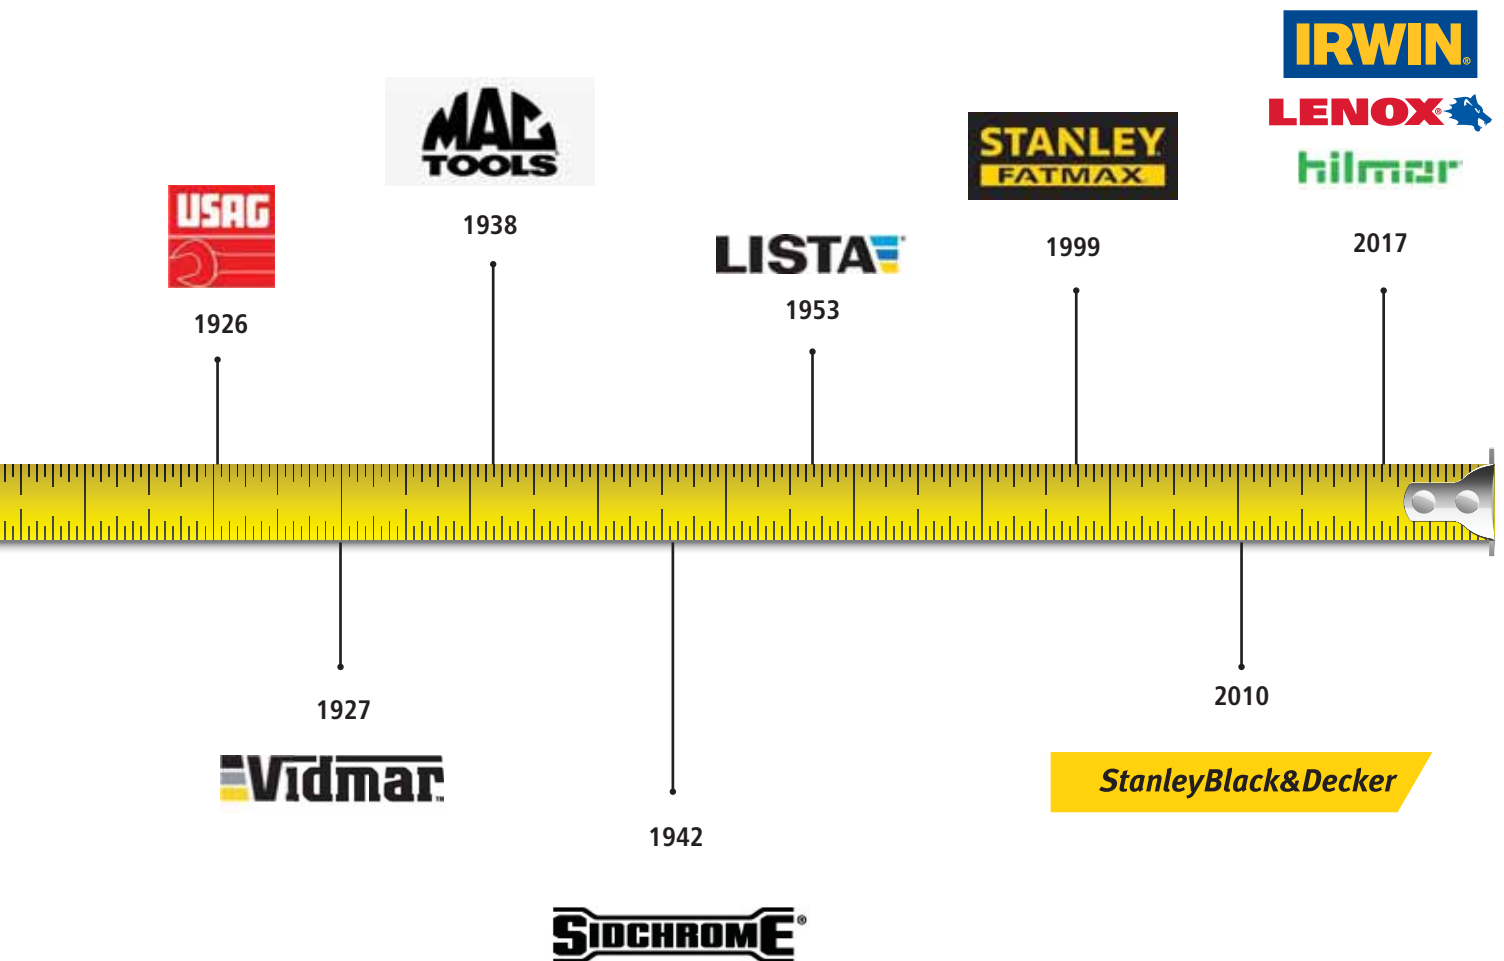 IRWIN®
LENOX®
hilmor
2017
STANLEY
FATMAX
1999
MAC
TOOLS
1938
USAG
1926
LISTA
1953
1927
Vidmar™
1942
SIDCHROME®
2010
StanleyBlack&Decker